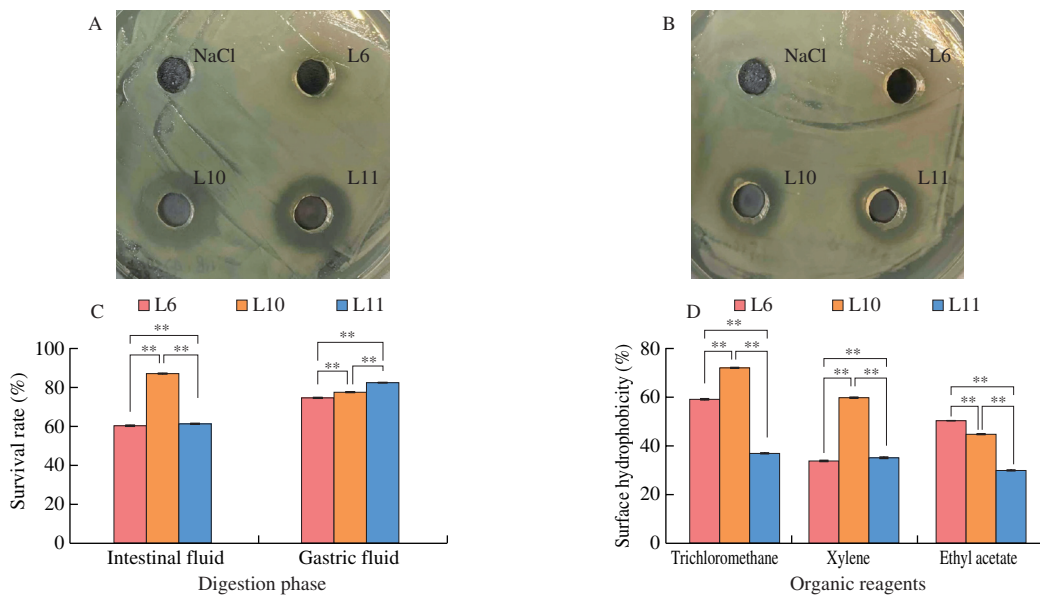 A
NaCl
L6
L10
L11
B
NaCl
L6
L10
L11
C
L6 L10 L11
Survival rate (%)
100
80
60
40
20
0
**
** **
**
** **
Intestinal fluid Gastric fluid
Digestion phase
D
L6 L10 L11
Surface hydrophobicity (%)
80
60
40
20
0
**
** **
**
** **
**
** **
Trichloromethane Xylene Ethyl acetate
Organic reagents